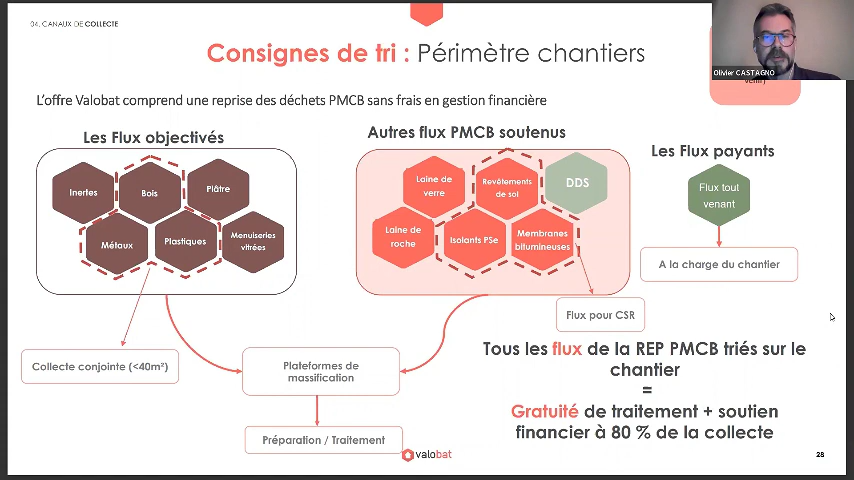 04. CANAUX DE COLLECTE
Consignes de tri : Périmètre chantiers
Olivier CASTAGNO
venir)
L'offre Valobat comprend une reprise des déchets PMCB sans frais en gestion financière
Les Flux objectivés
Inertes
Bois
Plâtre
Métaux
Plastiques
Menuiseries
vitrées
Autres flux PMCB soutenus
Laine de
verre
Revêtements
de sol
DDS
Laine de
roche
Isolants PSe
Membranes
bitumineuses
Les Flux payants
Flux tout
venant
A la charge du chantier
Flux pour CSR
Collecte conjointe (<40m²)
Plateformes de
massification
Préparation / Traitement
Tous les flux de la REP PMCB triés sur le
chantier
=
Gratuité de traitement + soutien
financier à 80 % de la collecte
valobat
28